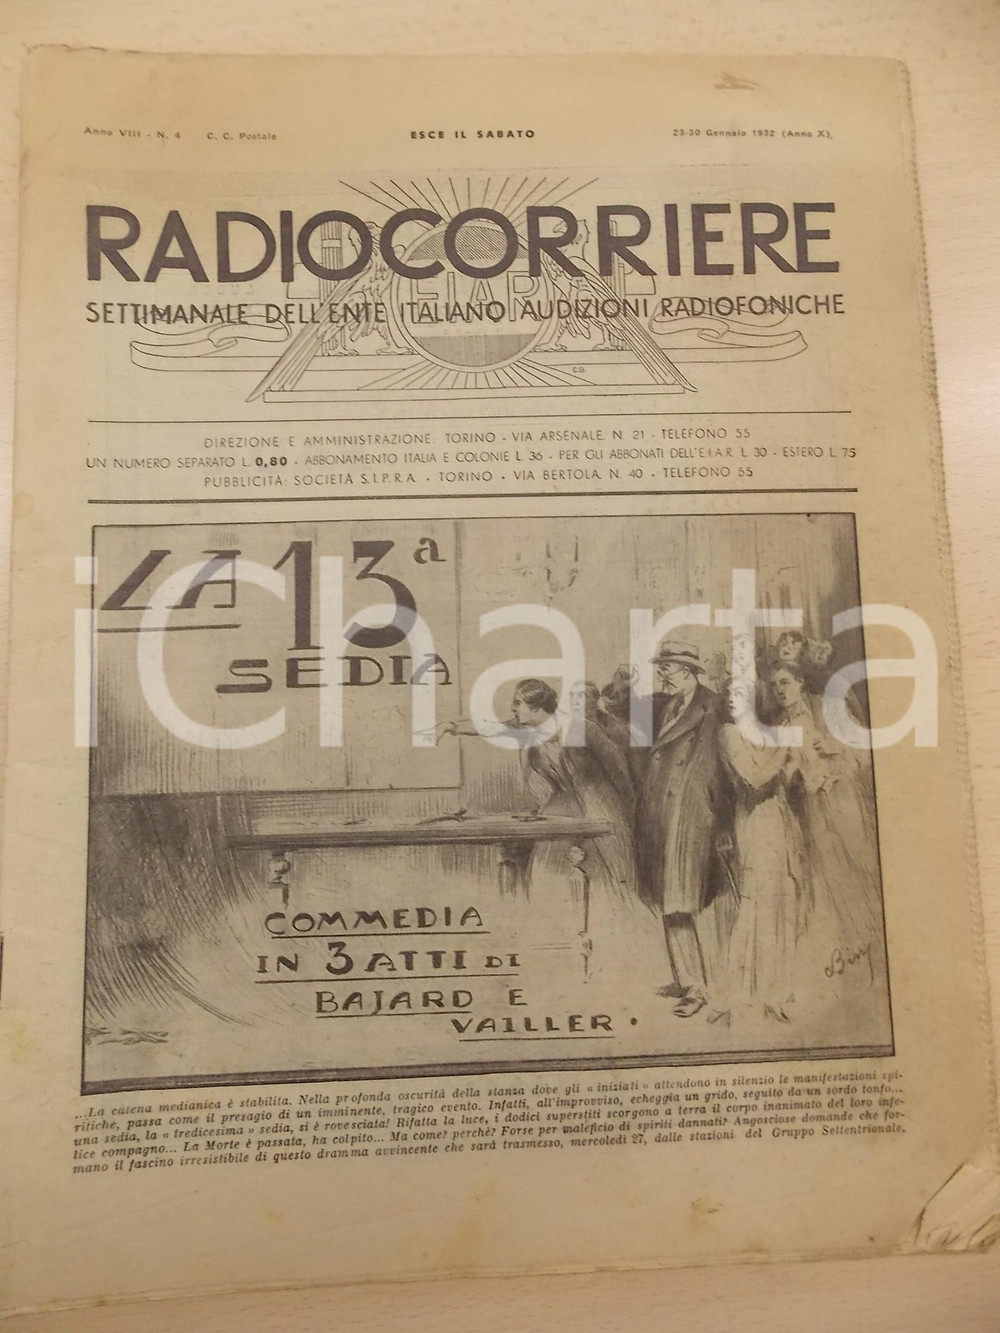 Anno VIII - N. 4 C. C. Postale ESCE IL SABATO 23-30 Gennaio 1932 (Anno X).
RADIOCORRIERE
EIAR
SETTIMANALE DELL'ENTE ITALIANO AUDIZIONI RADIOFONICHE
C B
DIREZIONE E AMMINISTRAZIONE: TORINO - VIA ARSENALE, N. 21 - TELEFONO 55
UN NUMERO SEPARATO L. 0,80 - ABBONAMENTO ITALIA E COLONIE L. 36 - PER GLI ABBONATI DELL'E.I.A.R. L. 30 - ESTERO L. 75
PUBBLICITÀ: SOCIETÀ S.I.P.R.A. - TORINO - VIA BERTOLA, N. 40 - TELEFONO 55
LA 13ª
SEDIA
iCharta
COMMEDIA
IN 3 ATTI DI
BAJARD E
VAILLER.
...La catena medianica è stabilita. Nella profonda oscurità della stanza dove gli « iniziati » attendono in silenzio le manifestazioni spi-
ritiche, passa come il presagio di un imminente, tragico evento. Infatti, all'improvviso, echeggia un grido, seguito da un sordo tonfo...
una sedia, la « tredicesima » sedia, si è rovesciata! Rifatta la luce, i dodici superstiti scorgono a terra il corpo inanimato del loro infe-
lice compagno... La Morte è passata, ha colpito... Ma come? perchè? Forse per maleficio di spiriti dannati? Angosciose domande che for-
mano il fascino irresistibile di questo dramma avvincente che sarà trasmesso, mercoledì 27, dalle stazioni del Gruppo Settentrionale.